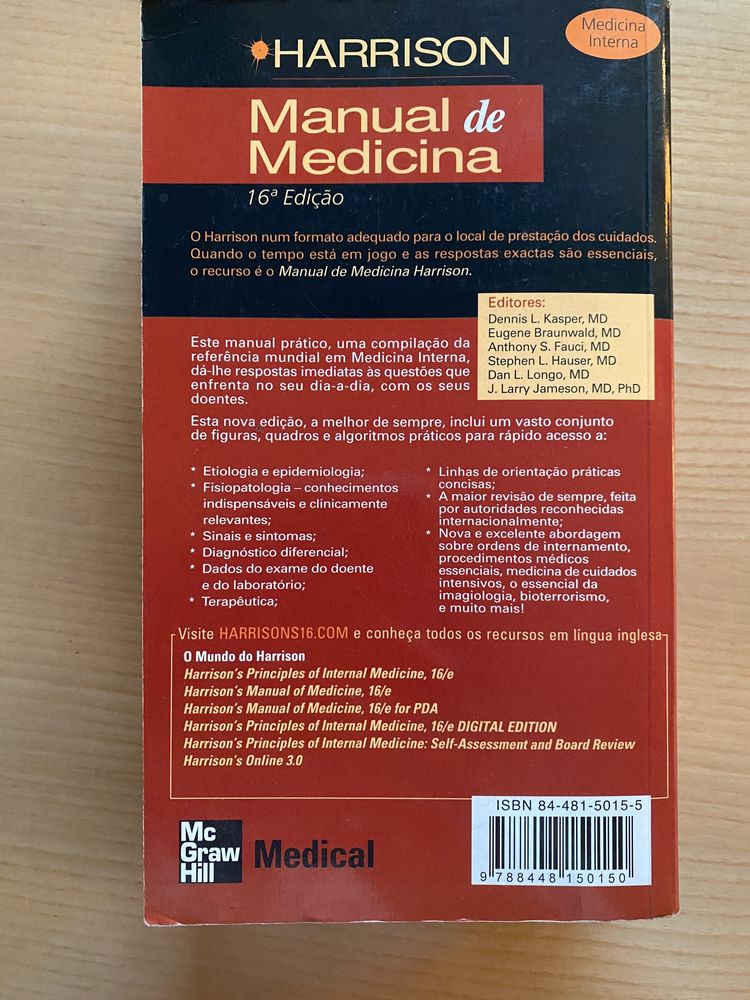 HARRISON
Medicina
Interna
Manual de
Medicina
16ª Edição
O Harrison num formato adequado para o local de prestação dos cuidados.
Quando o tempo está em jogo e as respostas exactas são essenciais,
o recurso é o Manual de Medicina Harrison.
Editores:
Dennis L. Kasper, MD
Eugene Braunwald, MD
Anthony S. Fauci, MD
Stephen L. Hauser, MD
Dan L. Longo, MD
J. Larry Jameson, MD, PhD
Este manual prático, uma compilação da
referência mundial em Medicina Interna,
dá-lhe respostas imediatas às questões que
enfrenta no seu dia-a-dia, com os seus
doentes.
Esta nova edição, a melhor de sempre, inclui um vasto conjunto
de figuras, quadros e algoritmos práticos para rápido acesso a:
* Etiologia e epidemiologia;
* Fisiopatologia – conhecimentos
indispensáveis e clinicamente
relevantes;
* Sinais e sintomas;
* Diagnóstico diferencial;
* Dados do exame do doente
e do laboratório;
* Terapêutica;
* Linhas de orientação práticas
concisas;
* A maior revisão de sempre, feita
por autoridades reconhecidas
internacionalmente;
* Nova e excelente abordagem
sobre ordens de internamento,
procedimentos médicos
essenciais, medicina de cuidados
intensivos, o essencial da
imagiologia, bioterrorismo,
e muito mais!
Visite HARRISONS16.COM e conheça todos os recursos em língua inglesa
O Mundo do Harrison
Harrison's Principles of Internal Medicine, 16/e
Harrison's Manual of Medicine, 16/e
Harrison's Manual of Medicine, 16/e for PDA
Harrison's Principles of Internal Medicine, 16/e DIGITAL EDITION
Harrison's Principles of Internal Medicine: Self-Assessment and Board Review
Harrison's Online 3.0
Mc
Graw
Hill
Medical
ISBN 84-481-5015-5
9 788448 150150